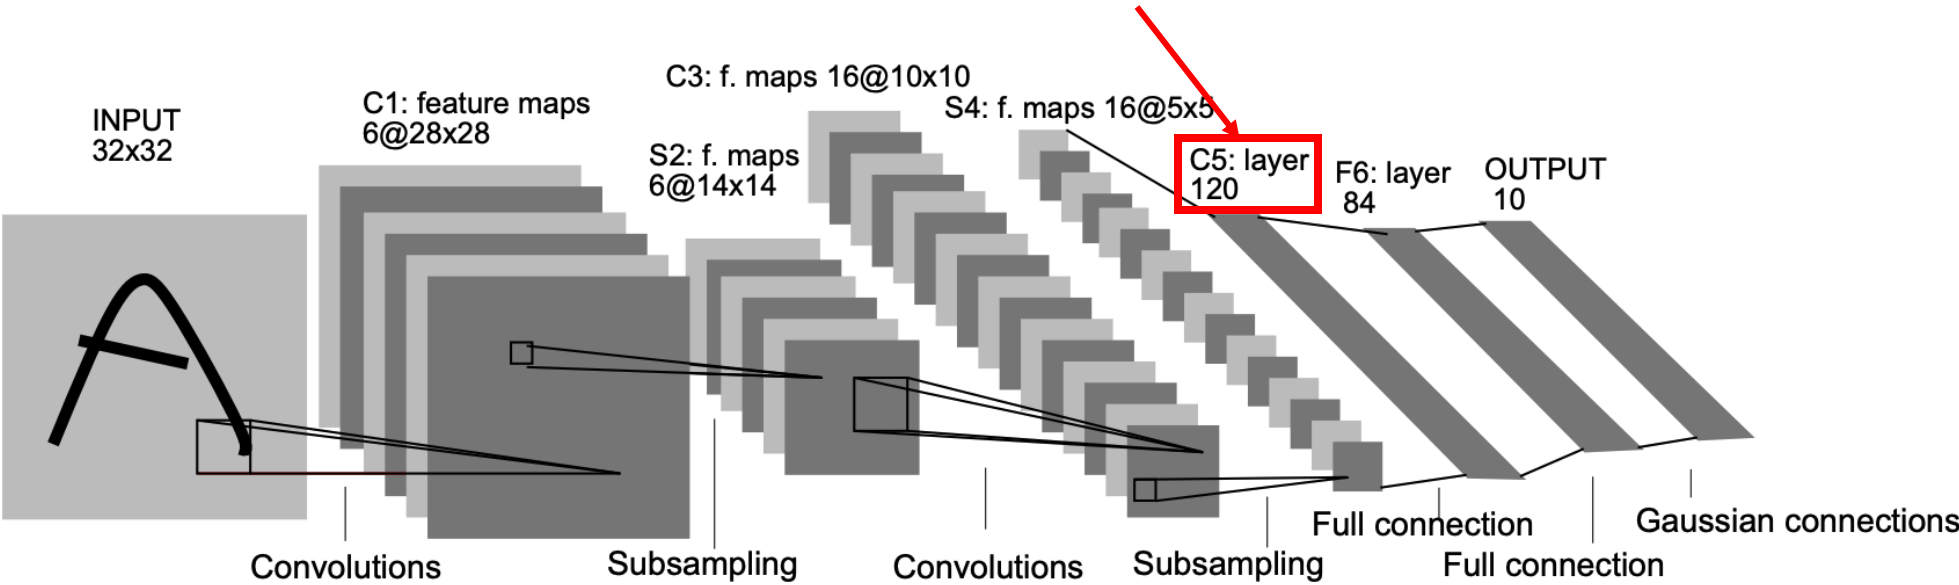 INPUT
32x32
C1: feature maps
6@28x28
S2: f. maps
6@14x14
C3: f. maps 16@10x10
S4: f. maps 16@5x5
C5: layer
120
F6: layer
84
OUTPUT
10
Convolutions
Subsampling
Convolutions
Subsampling
Full connection
Full connection
Gaussian connections